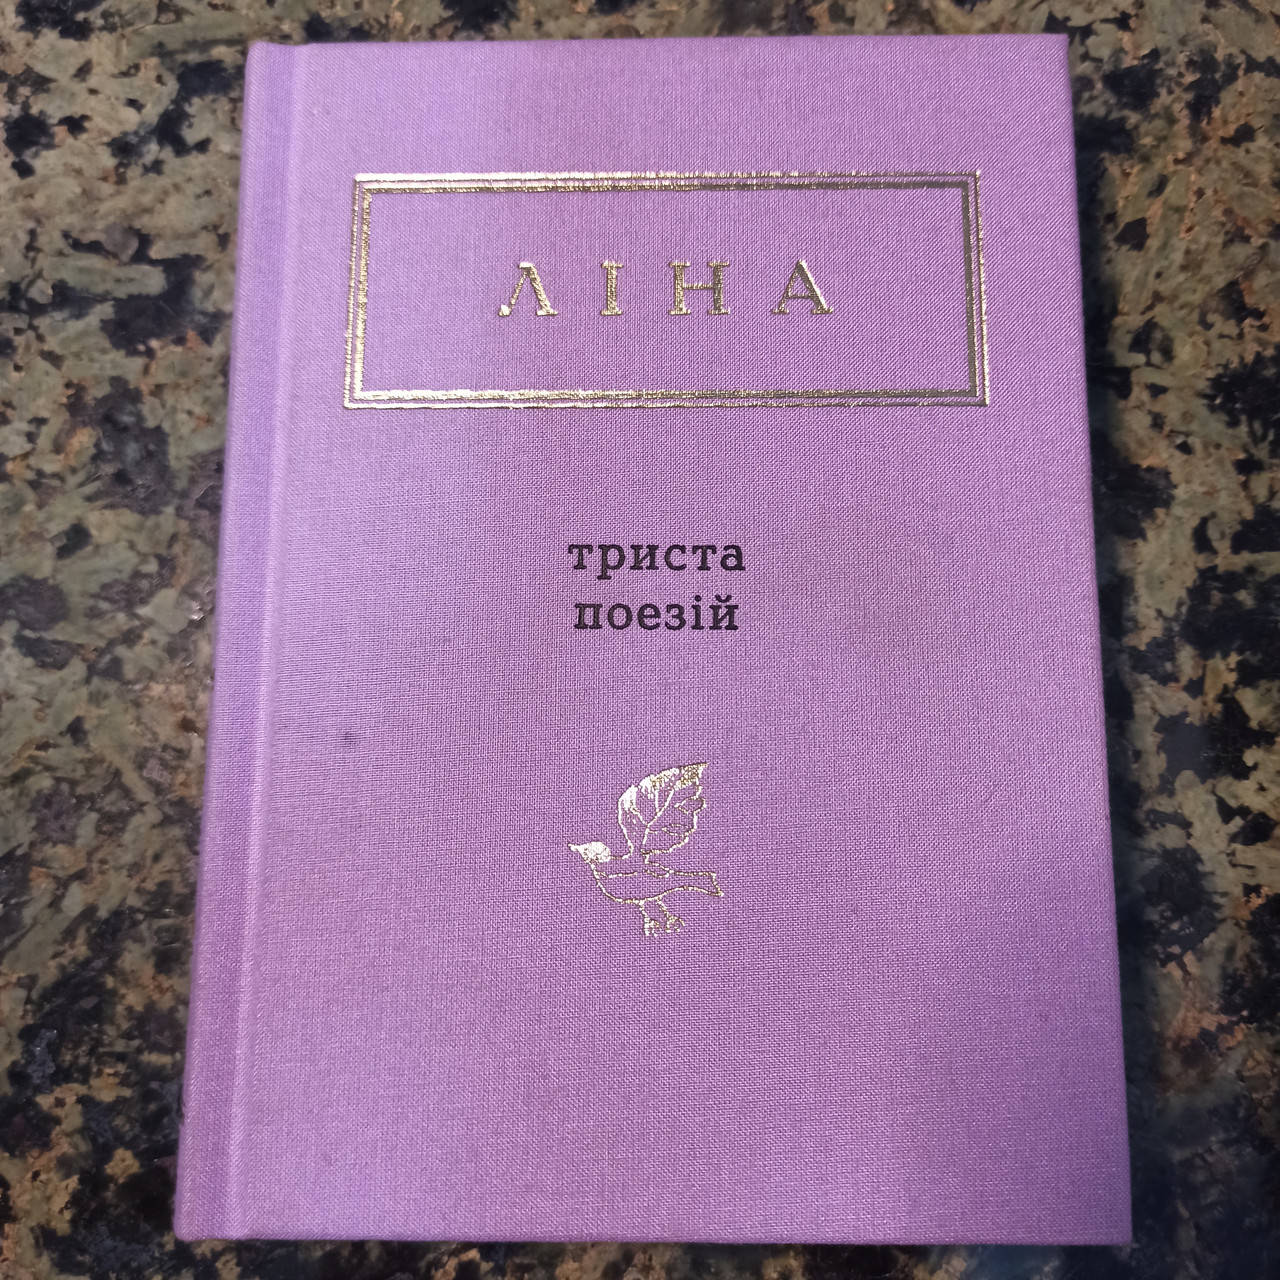 ЛІНА
триста
поезій